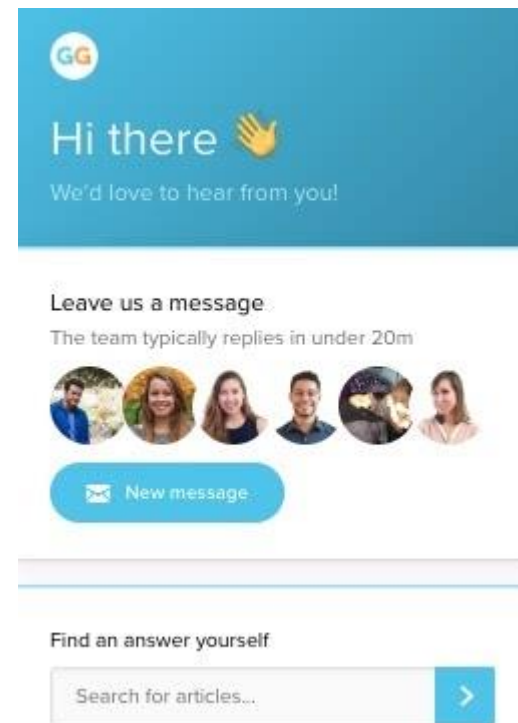 GG
Hi there 👋
We'd love to hear from you!
Leave us a message
The team typically replies in under 20m
New message
Find an answer yourself
Search for articles...